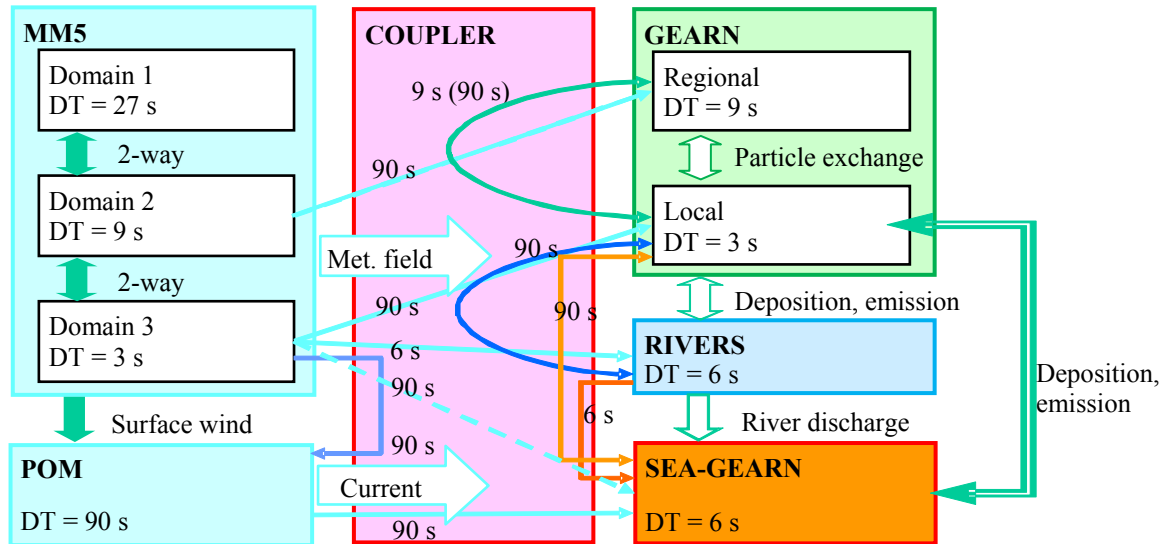 MM5
Domain 1
DT = 27 s
2-way
Domain 2
DT = 9 s
2-way
Domain 3
DT = 3 s
Surface wind
POM
DT = 90 s
COUPLER
9 s (90 s)
90 s
Met. field
90 s
90 s
90 s
6 s
90 s
6 s
90 s
Current
90 s
GEARN
Regional
DT = 9 s
Particle exchange
Local
DT = 3 s
Deposition, emission
RIVERS
DT = 6 s
River discharge
SEA-GEARN
DT = 6 s
Deposition,
emission